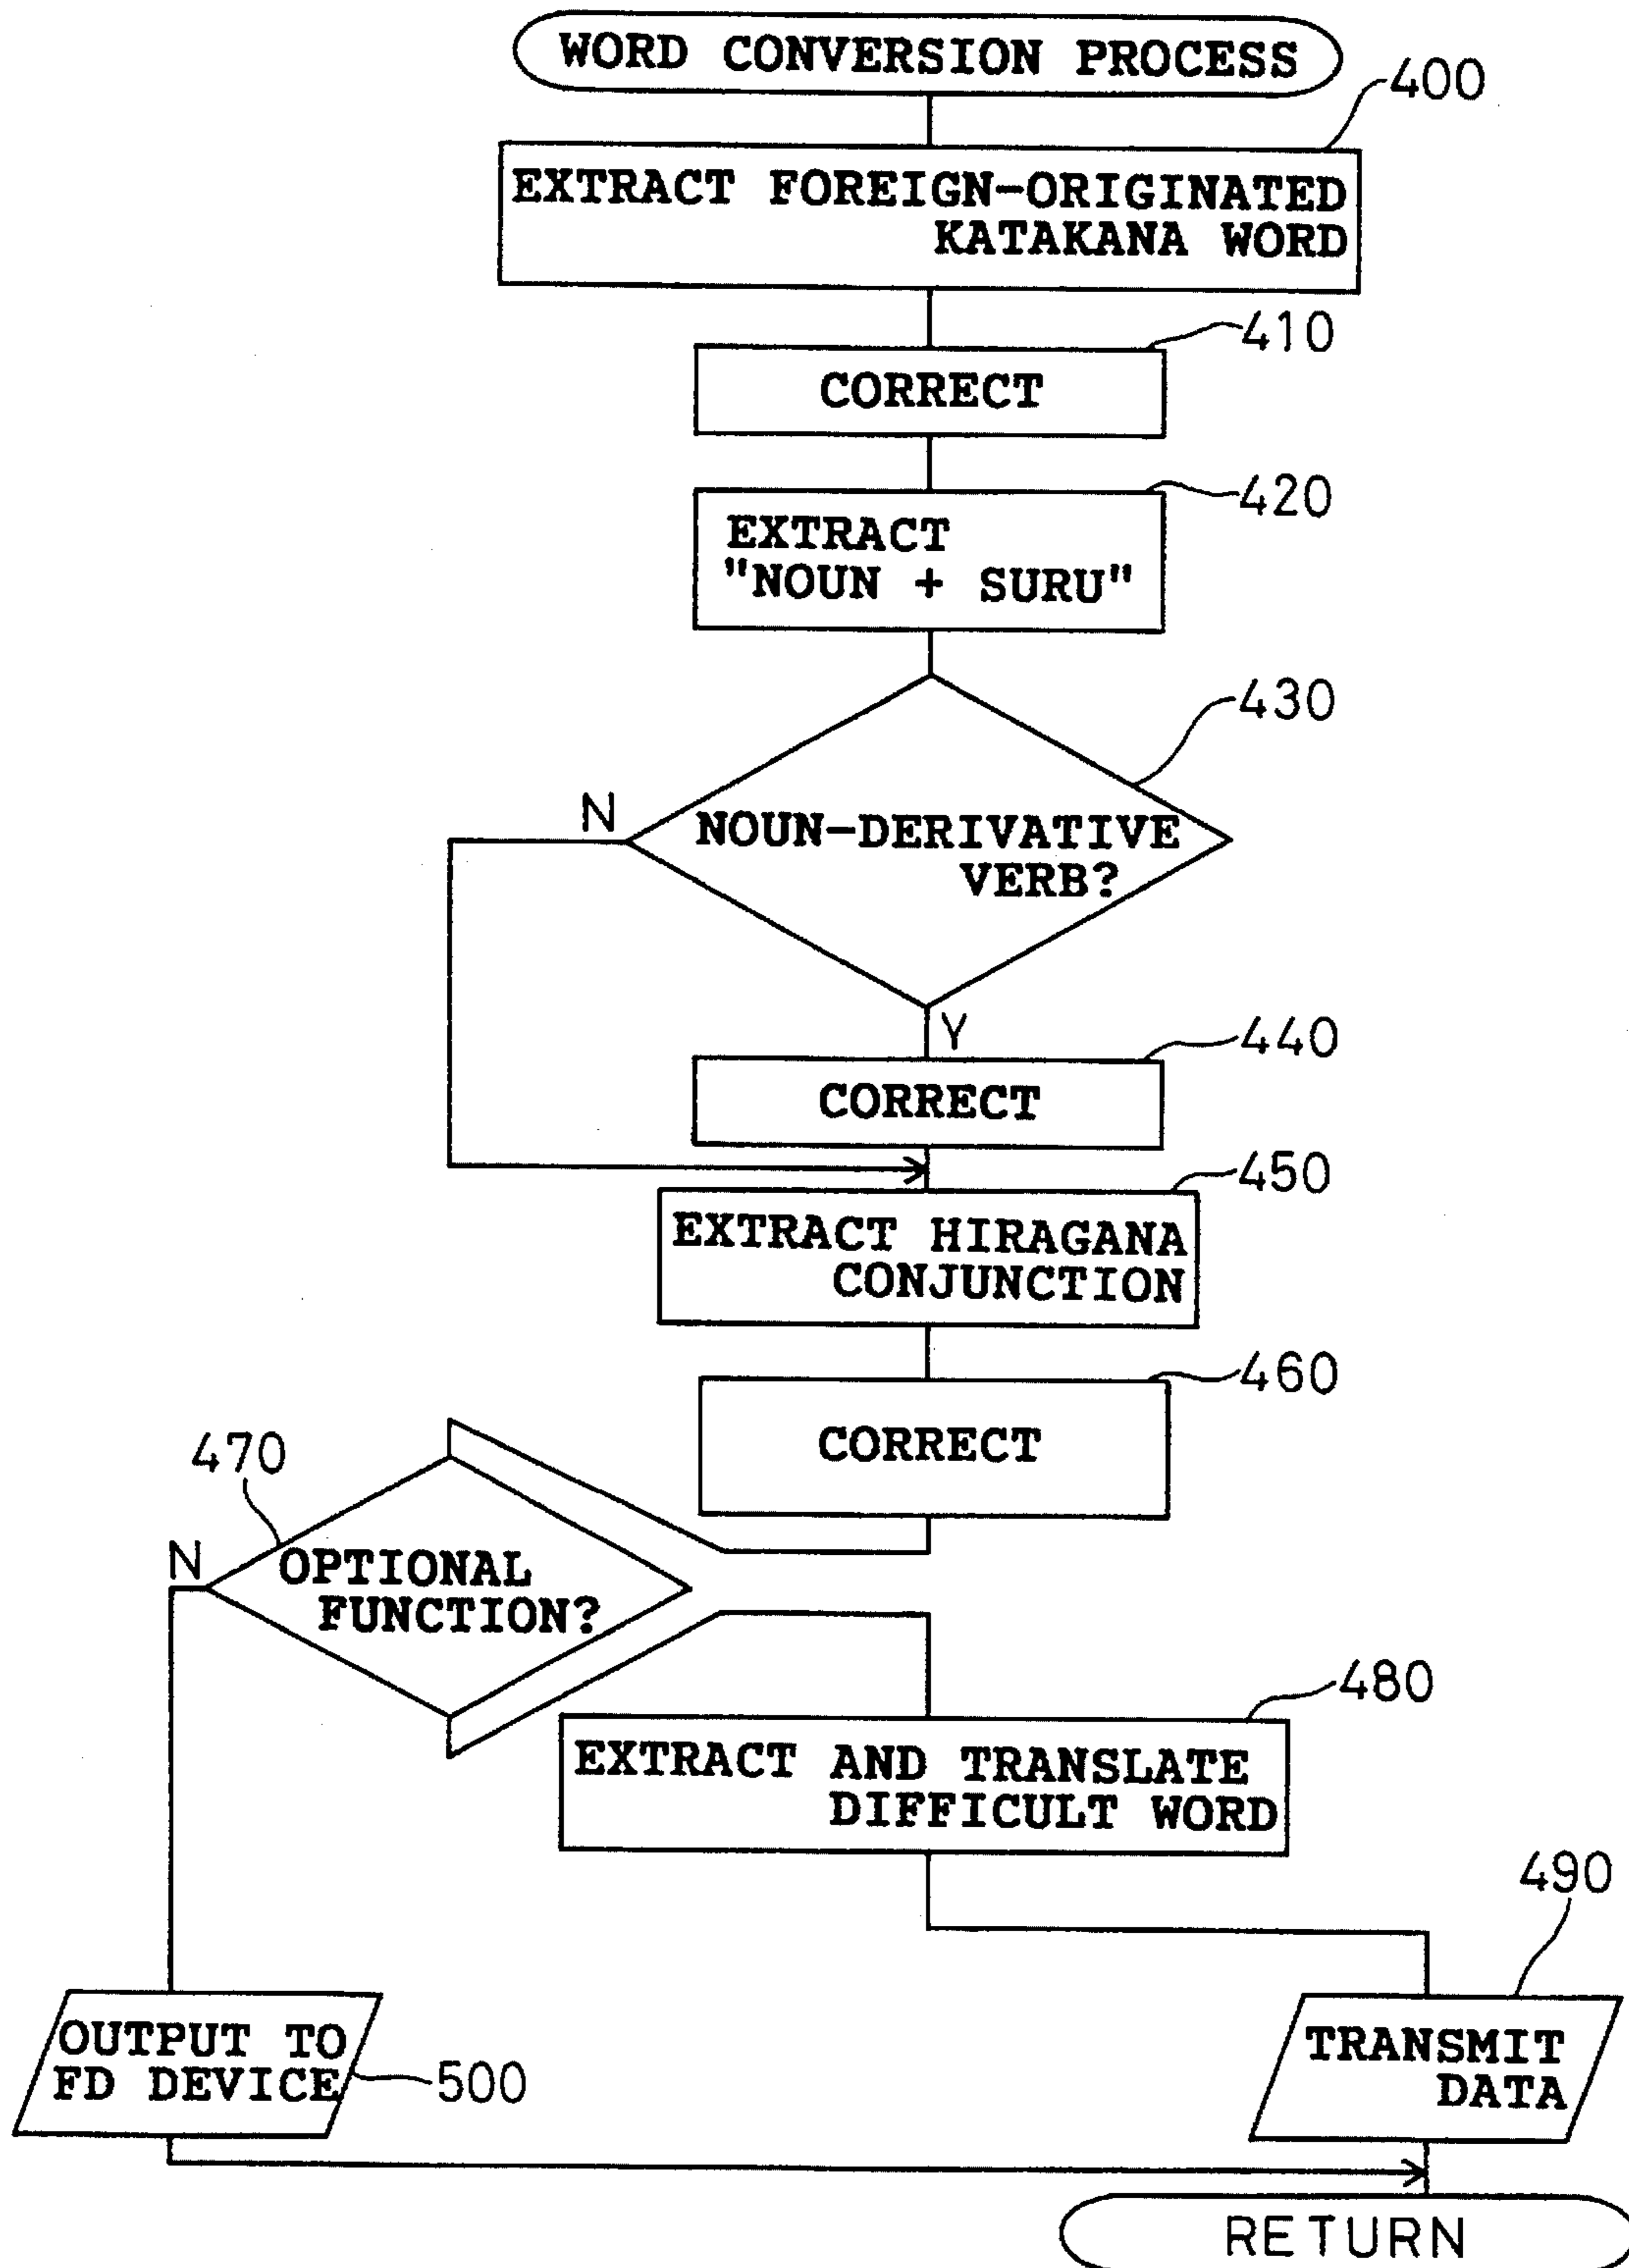 WORD CONVERSION PROCESS
400
EXTRACT FOREIGN-ORIGINATED
KATAKANA WORD
410
CORRECT
420
EXTRACT
"NOUN + SURU"
430
N
NOUN-DERIVATIVE
VERB?
Y
440
CORRECT
450
EXTRACT HIRAGANA
CONJUNCTION
460
CORRECT
470
N
OPTIONAL
FUNCTION?
480
EXTRACT AND TRANSLATE
DIFFICULT WORD
490
OUTPUT TO
FD DEVICE
500
TRANSMIT
DATA
RETURN